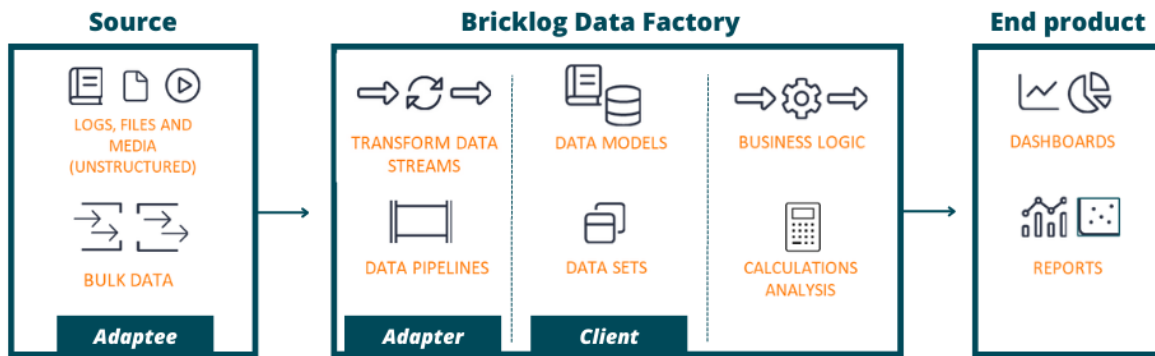 Source
Bricklog Data Factory
End product
LOGS, FILES AND
MEDIA
(UNSTRUCTURED)
BULK DATA
Adaptee
TRANSFORM DATA
STREAMS
DATA PIPELINES
Adapter
DATA MODELS
DATA SETS
Client
BUSINESS LOGIC
CALCULATIONS
ANALYSIS
DASHBOARDS
REPORTS